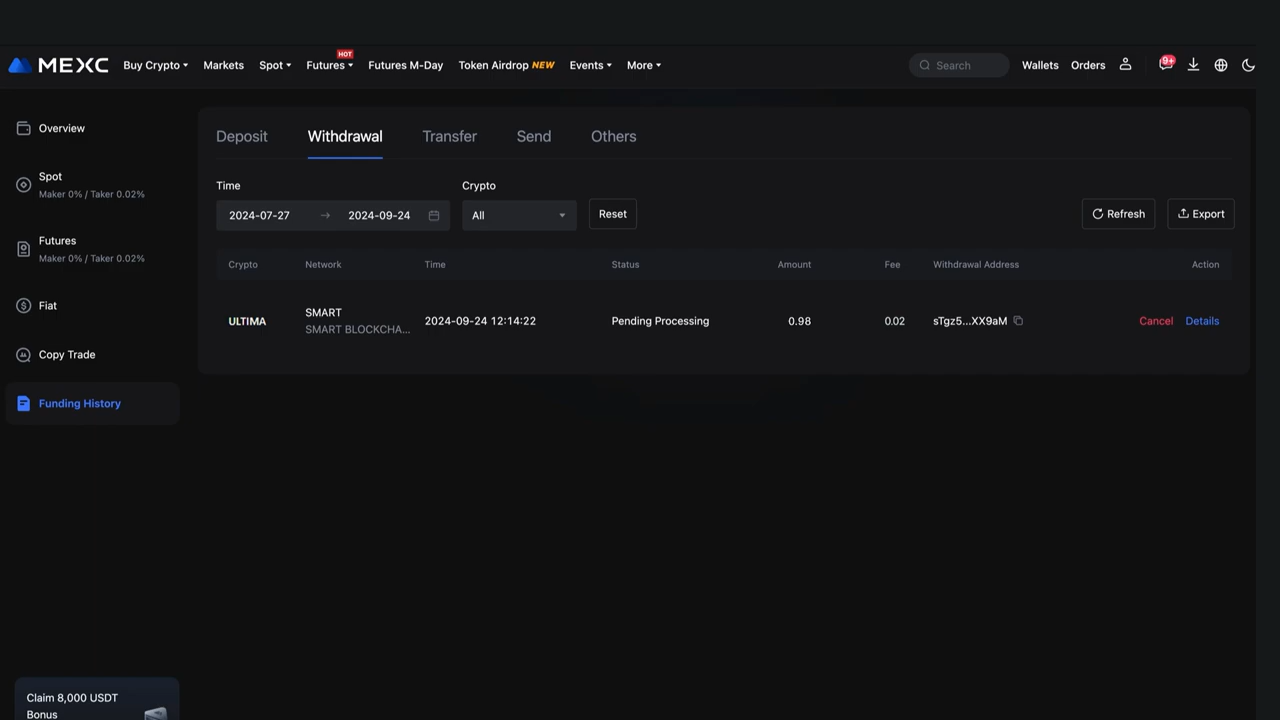 MEXC Buy Crypto Markets Spot Futures HOT Futures M-Day Token Airdrop NEW Events More Search Wallets Orders 9+
Overview
Spot
Maker 0% / Taker 0.02%
Futures
Maker 0% / Taker 0.02%
Fiat
Copy Trade
Funding History
Claim 8,000 USDT
Bonus
Deposit Withdrawal Transfer Send Others
Time Crypto
2024-07-27 → 2024-09-24 All Reset Refresh Export
Crypto Network Time Status Amount Fee Withdrawal Address Action
ULTIMA SMART 2024-09-24 12:14:22 Pending Processing 0.98 0.02 sTgz5...XX9aM Cancel Details
SMART BLOCKCHA...